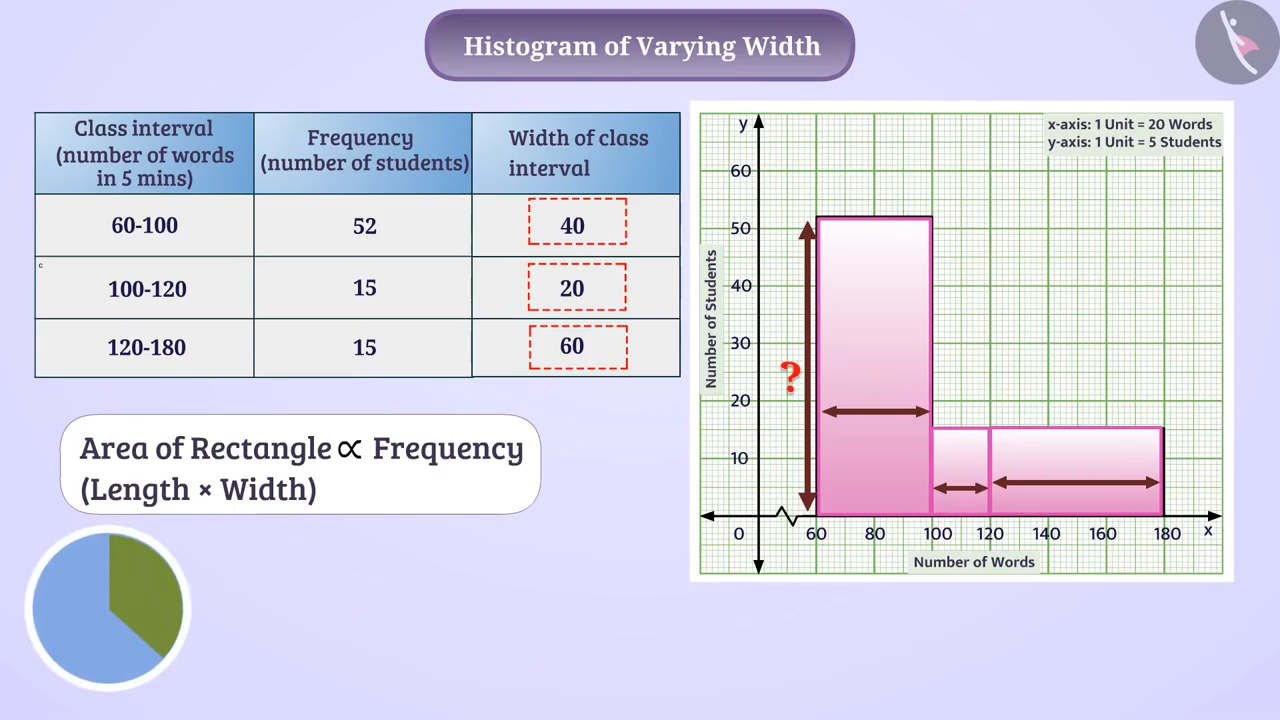 Histogram of Varying Width
Class interval
(number of words
in 5 mins)
Frequency
(number of students)
Width of class
interval
60-100
52
40
c
100-120
15
20
120-180
15
60
Area of Rectangle ∝ Frequency
(Length × Width)
x-axis: 1 Unit = 20 Words
y-axis: 1 Unit = 5 Students
y
60
50
40
30
20
10
Number of Students
?
0
60
80
100
120
140
160
180
x
Number of Words